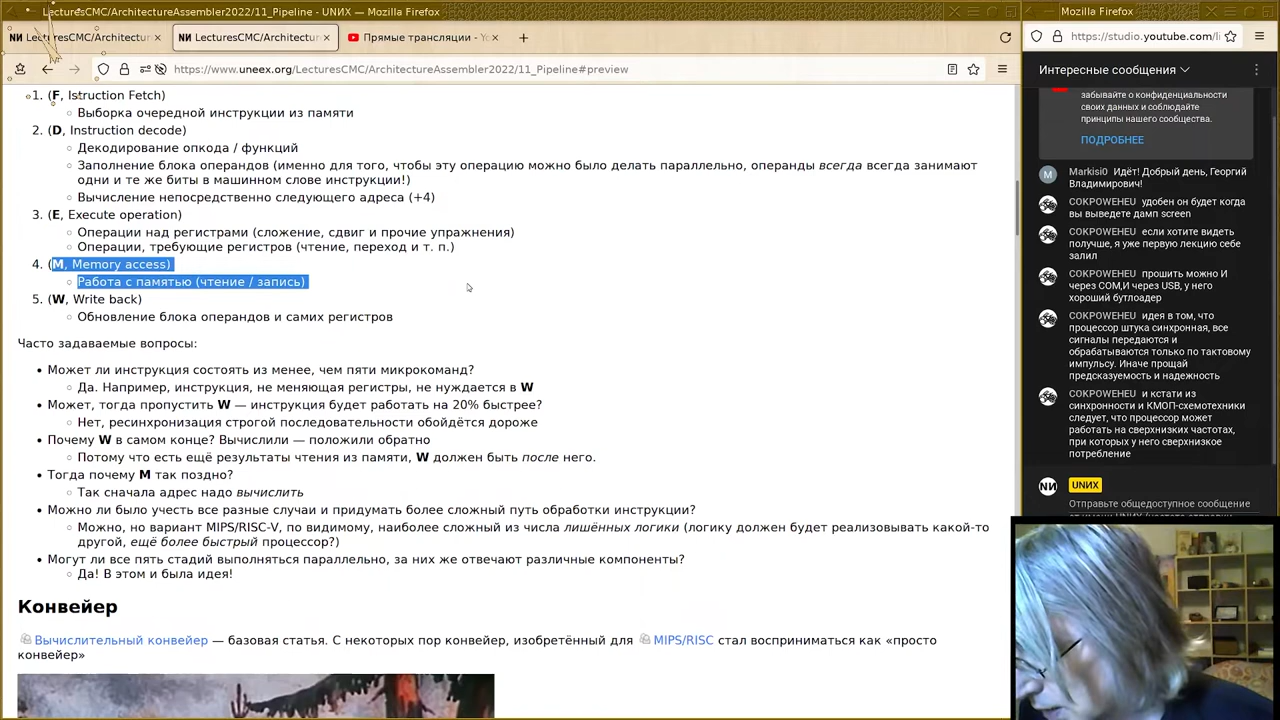 LecturesCMC/ArchitectureAssembler2022/11_Pipeline - UNИX — Mozilla Firefox
Mozilla Firefox
LecturesCMC/Architectur
LecturesCMC/Architectur
Прямые трансляции - Yo
https://www.uneex.org/LecturesCMC/ArchitectureAssembler2022/11_Pipeline#preview
https://studio.youtube.com/li
1. (F, Istruction Fetch)
Выборка очередной инструкции из памяти
2. (D, Instruction decode)
Декодирование опкода / функций
Заполнение блока операндов (именно для того, чтобы эту операцию можно было делать параллельно, операнды всегда всегда занимают
одни и те же биты в машинном слове инструкции!)
Вычисление непосредственно следующего адреса (+4)
3. (E, Execute operation)
Операции над регистрами (сложение, сдвиг и прочие упражнения)
Операции, требующие регистров (чтение, переход и т. п.)
4. (M, Memory access)
Работа с памятью (чтение / запись)
5. (W, Write back)
Обновление блока операндов и самих регистров
Часто задаваемые вопросы:
Может ли инструкция состоять из менее, чем пяти микрокоманд?
Да. Например, инструкция, не меняющая регистры, не нуждается в W
Может, тогда пропустить W — инструкция будет работать на 20% быстрее?
Нет, ресинхронизация строгой последовательности обойдётся дороже
Почему W в самом конце? Вычислили — положили обратно
Потому что есть ещё результаты чтения из памяти, W должен быть после него.
Тогда почему M так поздно?
Так сначала адрес надо вычислить
Можно ли было учесть все разные случаи и придумать более сложный путь обработки инструкции?
Можно, но вариант MIPS/RISC-V, по видимому, наиболее сложный из числа лишённых логики (логику должен будет реализовывать какой-то
другой, ещё более быстрый процессор?)
Могут ли все пять стадий выполняться параллельно, за них же отвечают различные компоненты?
Да! В этом и была идея!
Конвейер
Вычислительный конвейер — базовая статья. С некоторых пор конвейер, изобретённый для MIPS/RISC стал восприниматься как «просто
конвейер»
Интересные сообщения
забывайте о конфиденциальности
своих данных и соблюдайте
принципы нашего сообщества.
ПОДРОБНЕЕ
Markisi0 Идёт! Добрый день, Георгий
Владимирович!
COKPOWEHEU удобен он будет когда
вы выведете дамп screen
COKPOWEHEU если хотите видеть
получше, я уже первую лекцию себе
залил
COKPOWEHEU прошить можно И
через COM,И через USB, у него
хороший бутлоадер
COKPOWEHEU идея в том, что
процессор штука синхронная, все
сигналы передаются и
обрабатываются только по тактовому
импульсу. Иначе прощай
предсказуемость и надежность
COKPOWEHEU и кстати из
синхронности и КМОП-схемотехники
следует, что процессор может
работать на сверхнизких частотах,
при которых у него сверхнизкое
потребление
UNИX
Отправьте общедоступное сообщение